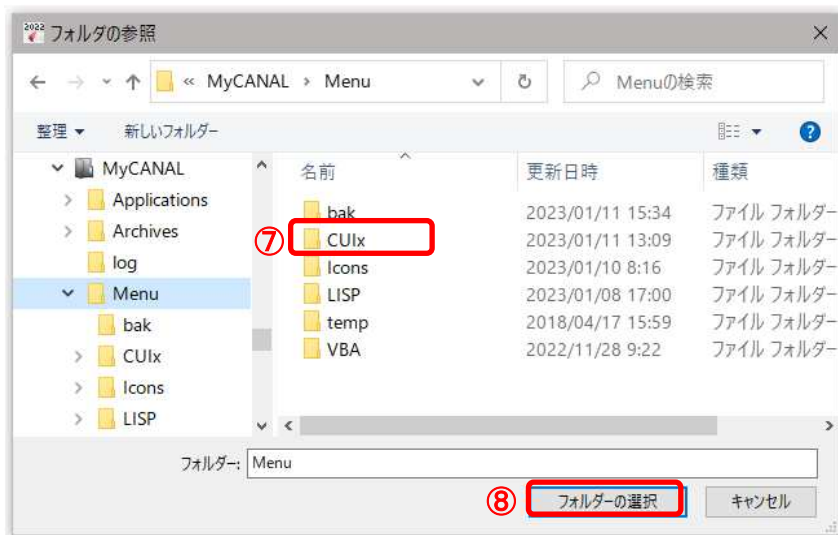 2022 フォルダの参照
« MyCANAL › Menu Menuの検索
整理 新しいフォルダー
MyCANAL
Applications
Archives
log
Menu
bak
CUIx
Icons
LISP
名前 更新日時 種類
bak 2023/01/11 15:34 ファイル フォルダー
⑦ CUIx 2023/01/11 13:09 ファイル フォルダー
Icons 2023/01/10 8:16 ファイル フォルダー
LISP 2023/01/08 17:00 ファイル フォルダー
temp 2018/04/17 15:59 ファイル フォルダー
VBA 2022/11/28 9:22 ファイル フォルダー
フォルダー: Menu
⑧ フォルダーの選択 キャンセル